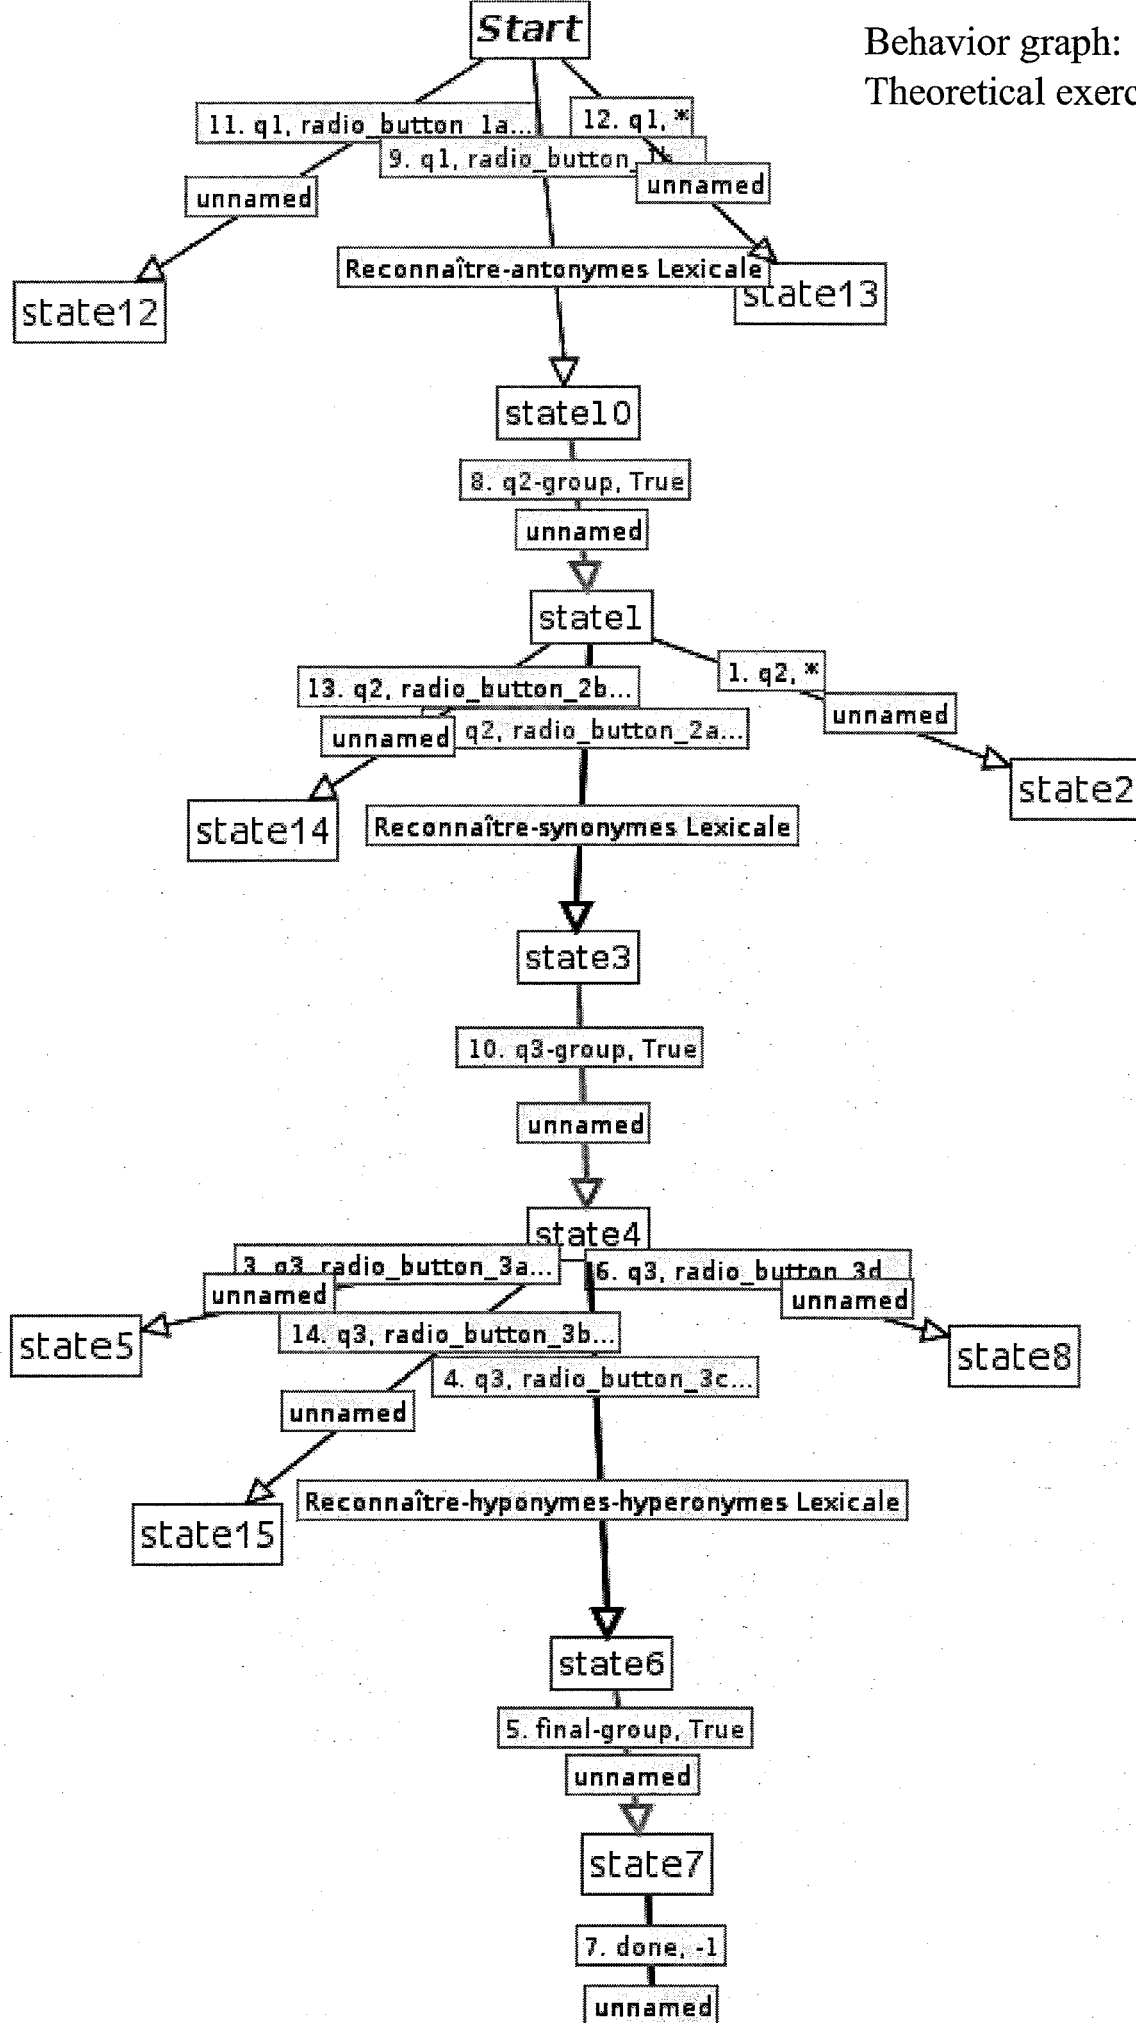 Start
Behavior graph:
Theoretical exerc
11. q1, radio_button_1a...
12. q1, *
9. q1, radio_button_1b
unnamed
unnamed
Reconnaître-antonymes Lexicale
state12
state13
state10
8. q2-group, True
unnamed
state1
13. q2, radio_button_2b...
1. q2, *
unnamed
q2, radio_button_2a...
unnamed
state14
state2
Reconnaître-synonymes Lexicale
state3
10. q3-group, True
unnamed
state4
3. q3, radio_button_3a...
6. q3, radio_button_3d
unnamed
unnamed
state5
14. q3, radio_button_3b...
state8
4. q3, radio_button_3c...
unnamed
Reconnaître-hyponymes-hyperonymes Lexicale
state15
state6
5. final-group, True
unnamed
state7
7. done, -1
unnamed